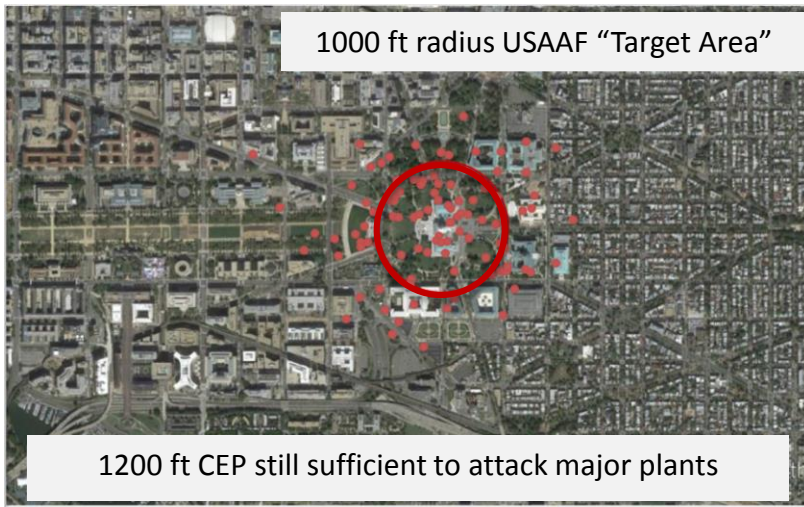 1000 ft radius USAAF “Target Area”
1200 ft CEP still sufficient to attack major plants